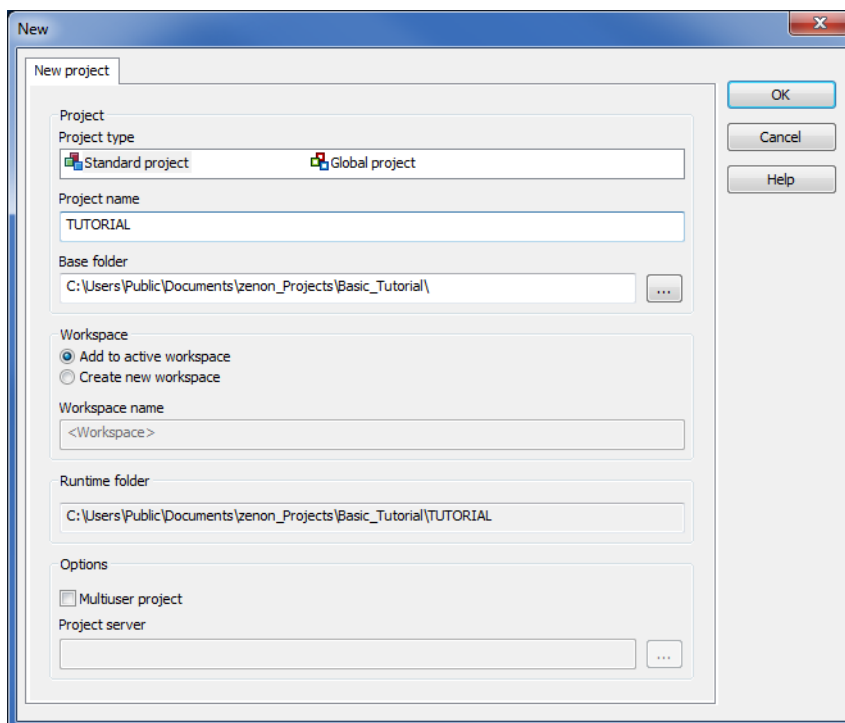 New
New project
OK
Project
Project type
Cancel
Standard project Global project
Project name
Help
TUTORIAL
Base folder
C:\Users\Public\Documents\zenon_Projects\Basic_Tutorial\
...
Workspace
Add to active workspace
Create new workspace
Workspace name
<Workspace>
Runtime folder
C:\Users\Public\Documents\zenon_Projects\Basic_Tutorial\TUTORIAL
Options
Multiuser project
Project server
...